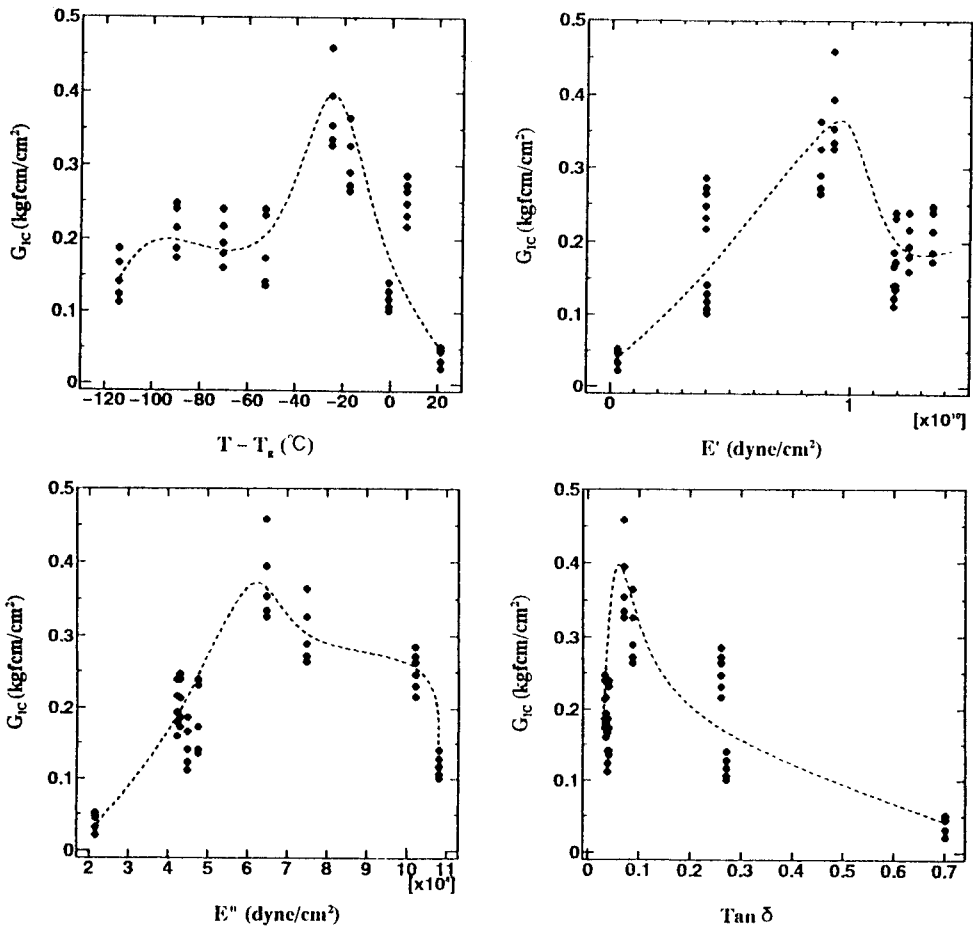 0.5
0.4
0.3
0.2
0.1
0
G_IC (kgfcm/cm²)
−120 −100 −80 −60 −40 −20 0 20
T − T_g (℃)
0.5
0.4
0.3
0.2
0.1
0
G_IC (kgfcm/cm²)
0 1
[x10¹⁰]
E' (dyne/cm²)
0.5
0.4
0.3
0.2
0.1
0
G_IC (kgfcm/cm²)
2 3 4 5 6 7 8 9 10 11
[x10⁴]
E'' (dyne/cm²)
0.5
0.4
0.3
0.2
0.1
0
G_IC (kgfcm/cm²)
0 0.1 0.2 0.3 0.4 0.5 0.6 0.7
Tan δ